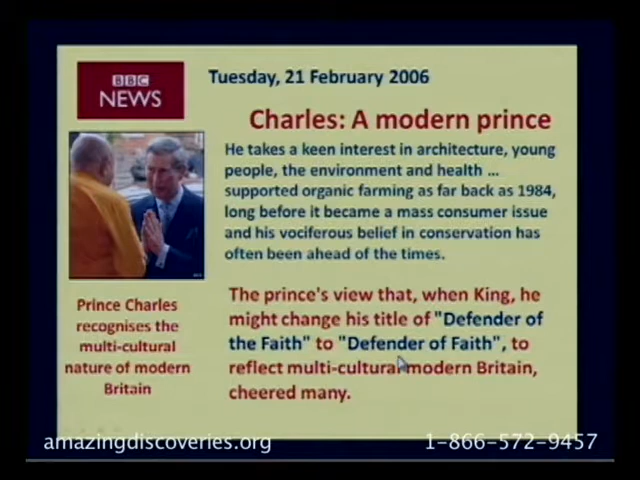 BBC
NEWS
Tuesday, 21 February 2006
Charles: A modern prince
He takes a keen interest in architecture, young
people, the environment and health ...
supported organic farming as far back as 1984,
long before it became a mass consumer issue
and his vociferous belief in conservation has
often been ahead of the times.
Prince Charles
recognises the
multi-cultural
nature of modern
Britain
The prince's view that, when King, he
might change his title of "Defender of
the Faith" to "Defender of Faith", to
reflect multi-cultural modern Britain,
cheered many.
amazingdiscoveries.org
1-866-572-9457